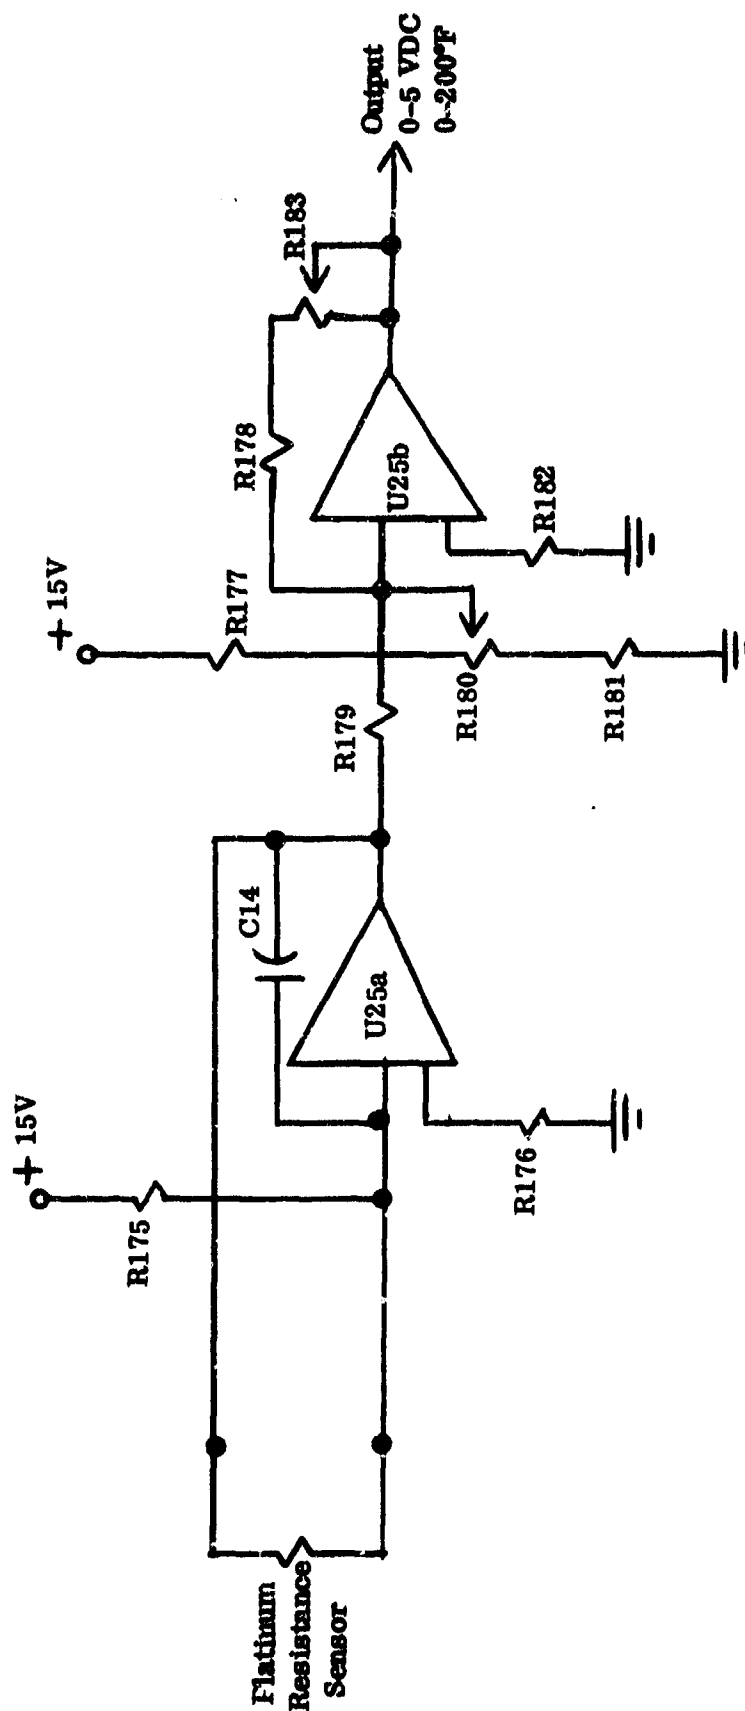 + 15V
+ 15V
R175
R177
C14
R178
R183
Output
0-5 VDC
0-200°F
Platinum
Resistance
Sensor
U25a
R179
U25b
R176
R180
R181
R182